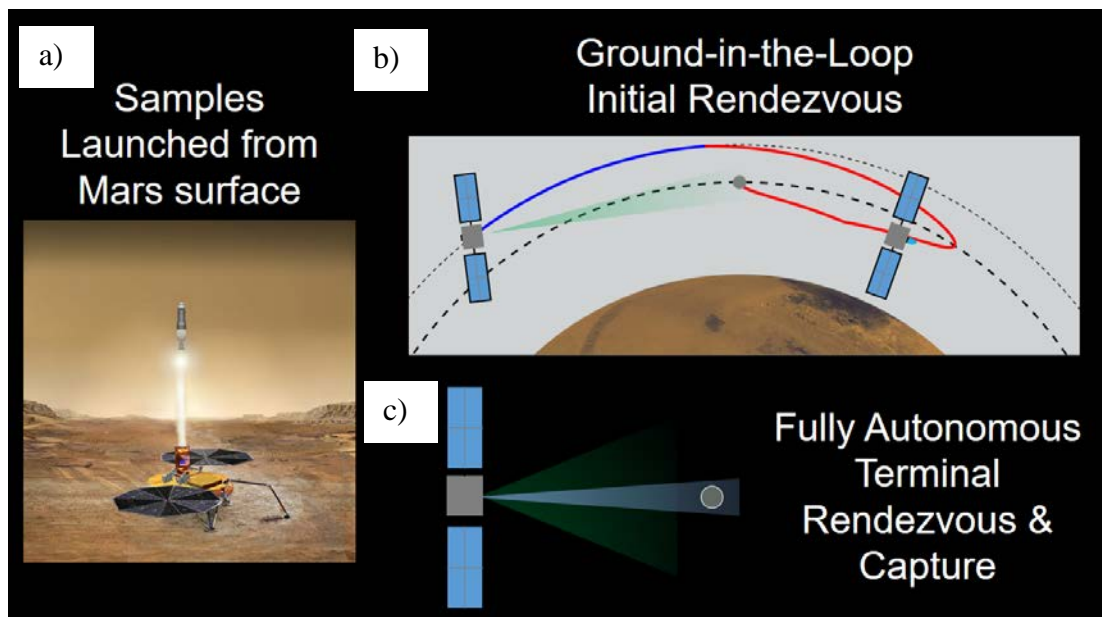 a)
Samples
Launched from
Mars surface
b)
Ground-in-the-Loop
Initial Rendezvous
c)
Fully Autonomous
Terminal
Rendezvous &
Capture